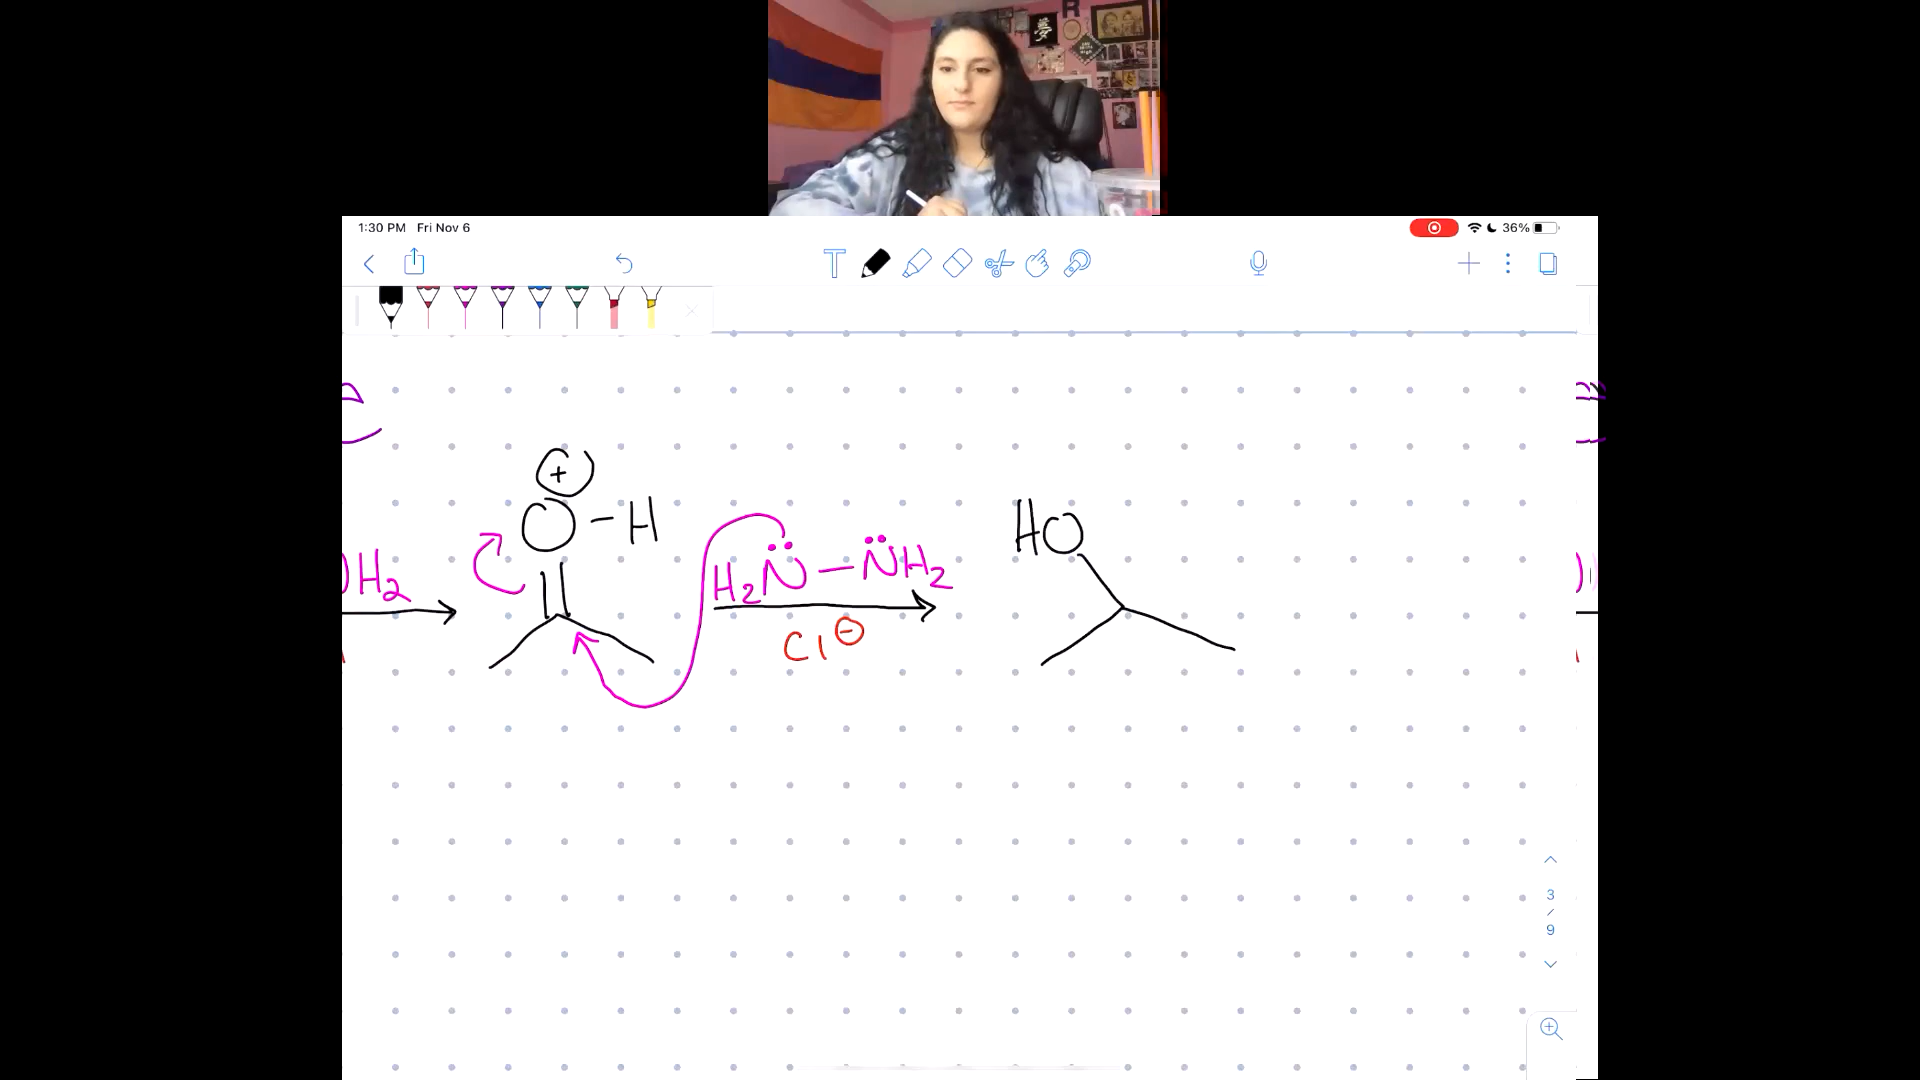 R
1:30 PM Fri Nov 6
36%
T
+
O - H
H₂N̈ — N̈H₂
H₂
Cl⊖
HO
3
/
9